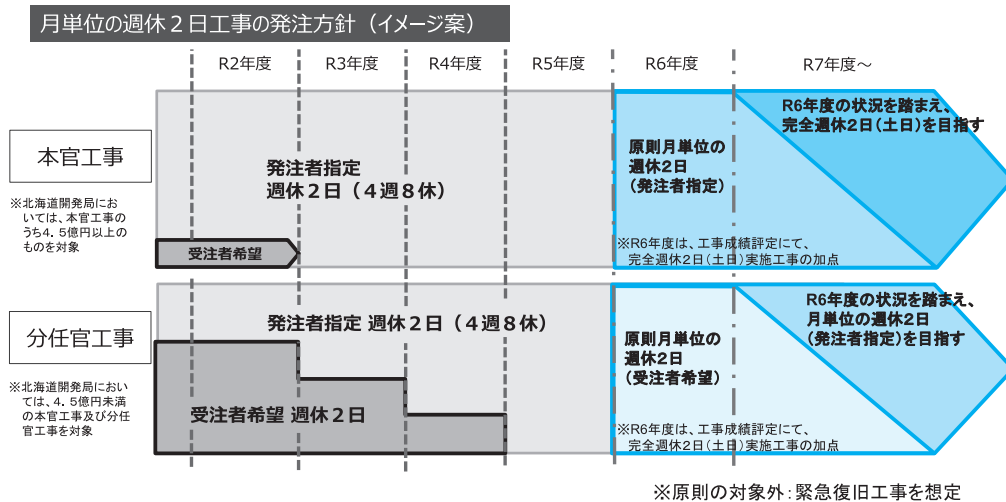 月単位の週休2日工事の発注方針（イメージ案）
R2年度
R3年度
R4年度
R5年度
R6年度
R7年度～
本官工事
※北海道開発局にお
いては、本官工事の
うち4．5億円以上の
ものを対象
発注者指定
週休2日（4週8休）
受注者希望
原則月単位の
週休2日
（発注者指定）
※R6年度は、工事成績評定にて、
完全週休2日（土日）実施工事の加点
R6年度の状況を踏まえ、
完全週休2日（土日）を目指す
分任官工事
※北海道開発局におい
ては、4．5億円未満
の本官工事及び分任
官工事を対象
発注者指定 週休2日（4週8休）
受注者希望 週休2日
原則月単位の
週休2日
（受注者希望）
※R6年度は、工事成績評定にて、
完全週休2日（土日）実施工事の加点
R6年度の状況を踏まえ、
月単位の週休2日
（発注者指定）を目指す
※原則の対象外：緊急復旧工事を想定